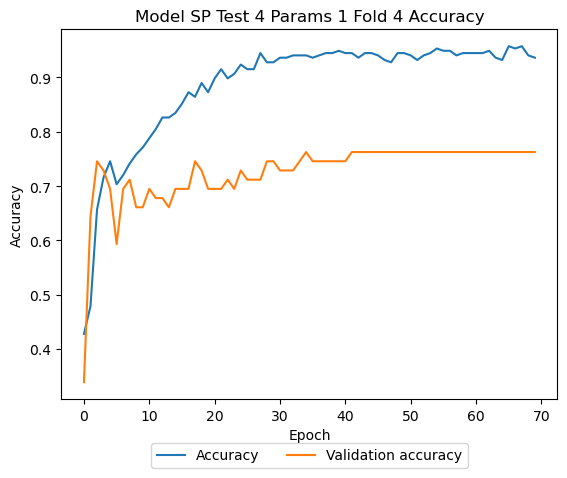 Model SP Test 4 Params 1 Fold 4 Accuracy
Accuracy
0.9
0.8
0.7
0.6
0.5
0.4
0 10 20 30 40 50 60 70
Epoch
Accuracy Validation accuracy